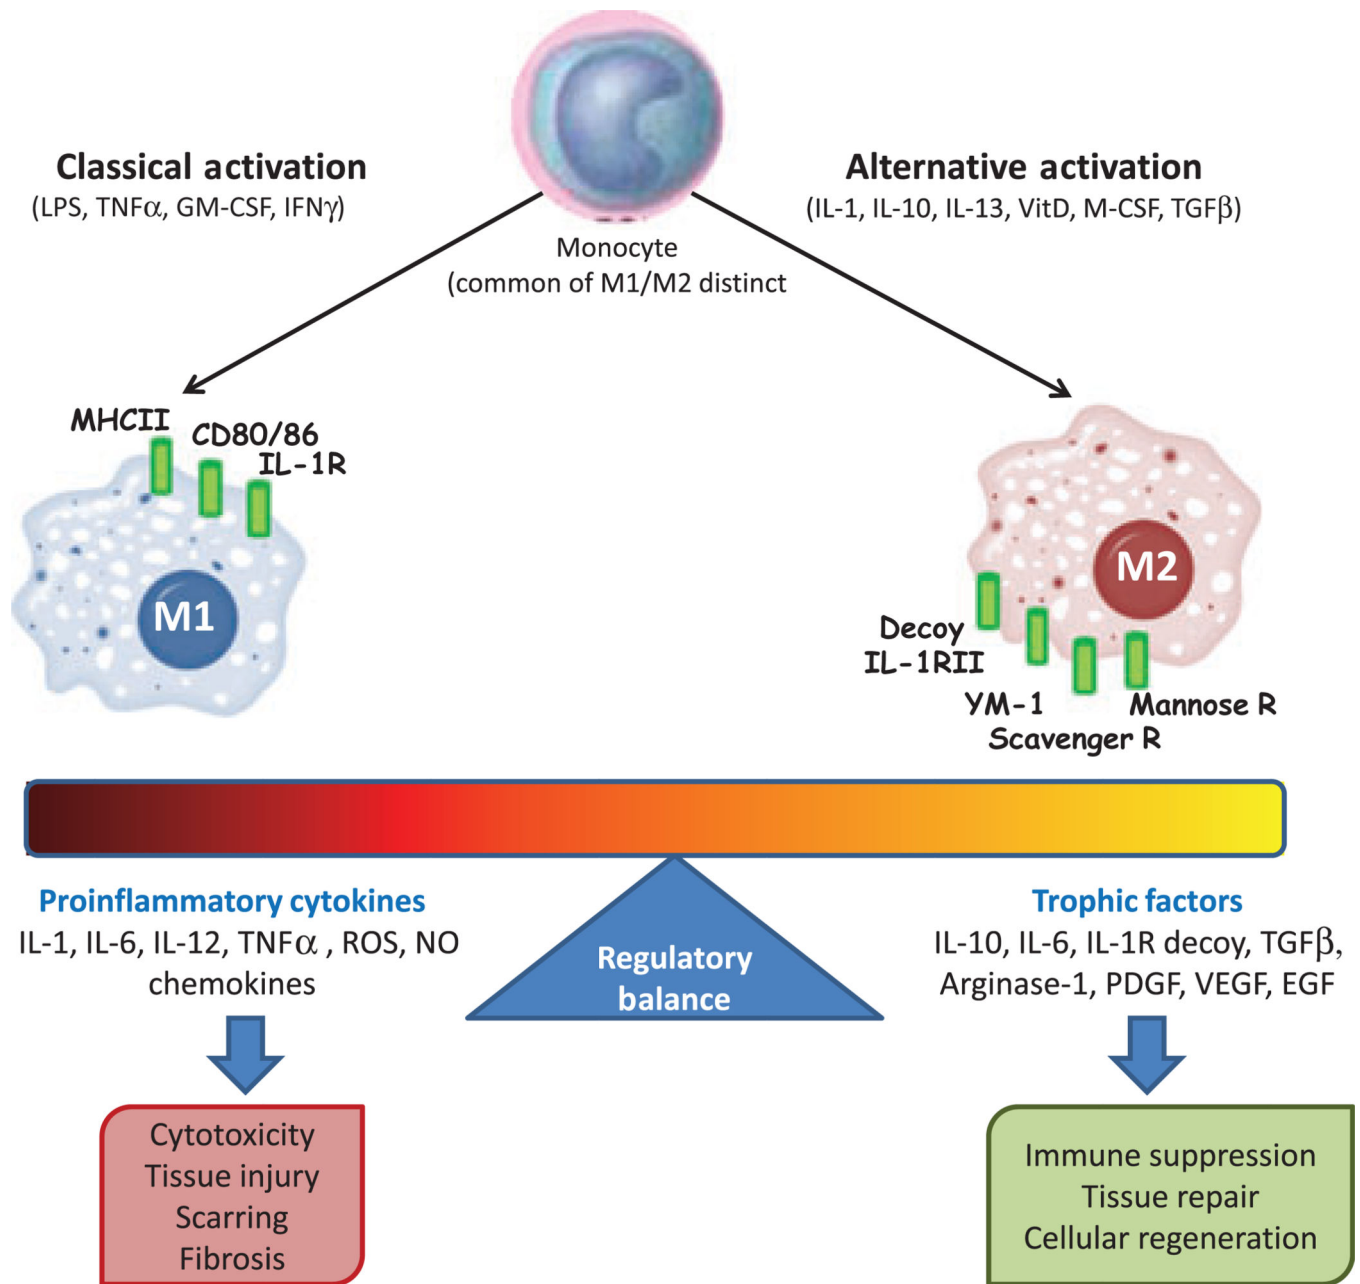 Classical activation
(LPS, TNFα, GM-CSF, IFNγ)
Alternative activation
(IL-1, IL-10, IL-13, VitD, M-CSF, TGFβ)
Monocyte
(common of M1/M2 distinct
MHCII
CD80/86
IL-1R
M1
M2
Decoy
IL-1RII
YM-1
Mannose R
Scavenger R
Proinflammatory cytokines
IL-1, IL-6, IL-12, TNFα , ROS, NO
chemokines
Regulatory
balance
Trophic factors
IL-10, IL-6, IL-1R decoy, TGFβ,
Arginase-1, PDGF, VEGF, EGF
Cytotoxicity
Tissue injury
Scarring
Fibrosis
Immune suppression
Tissue repair
Cellular regeneration